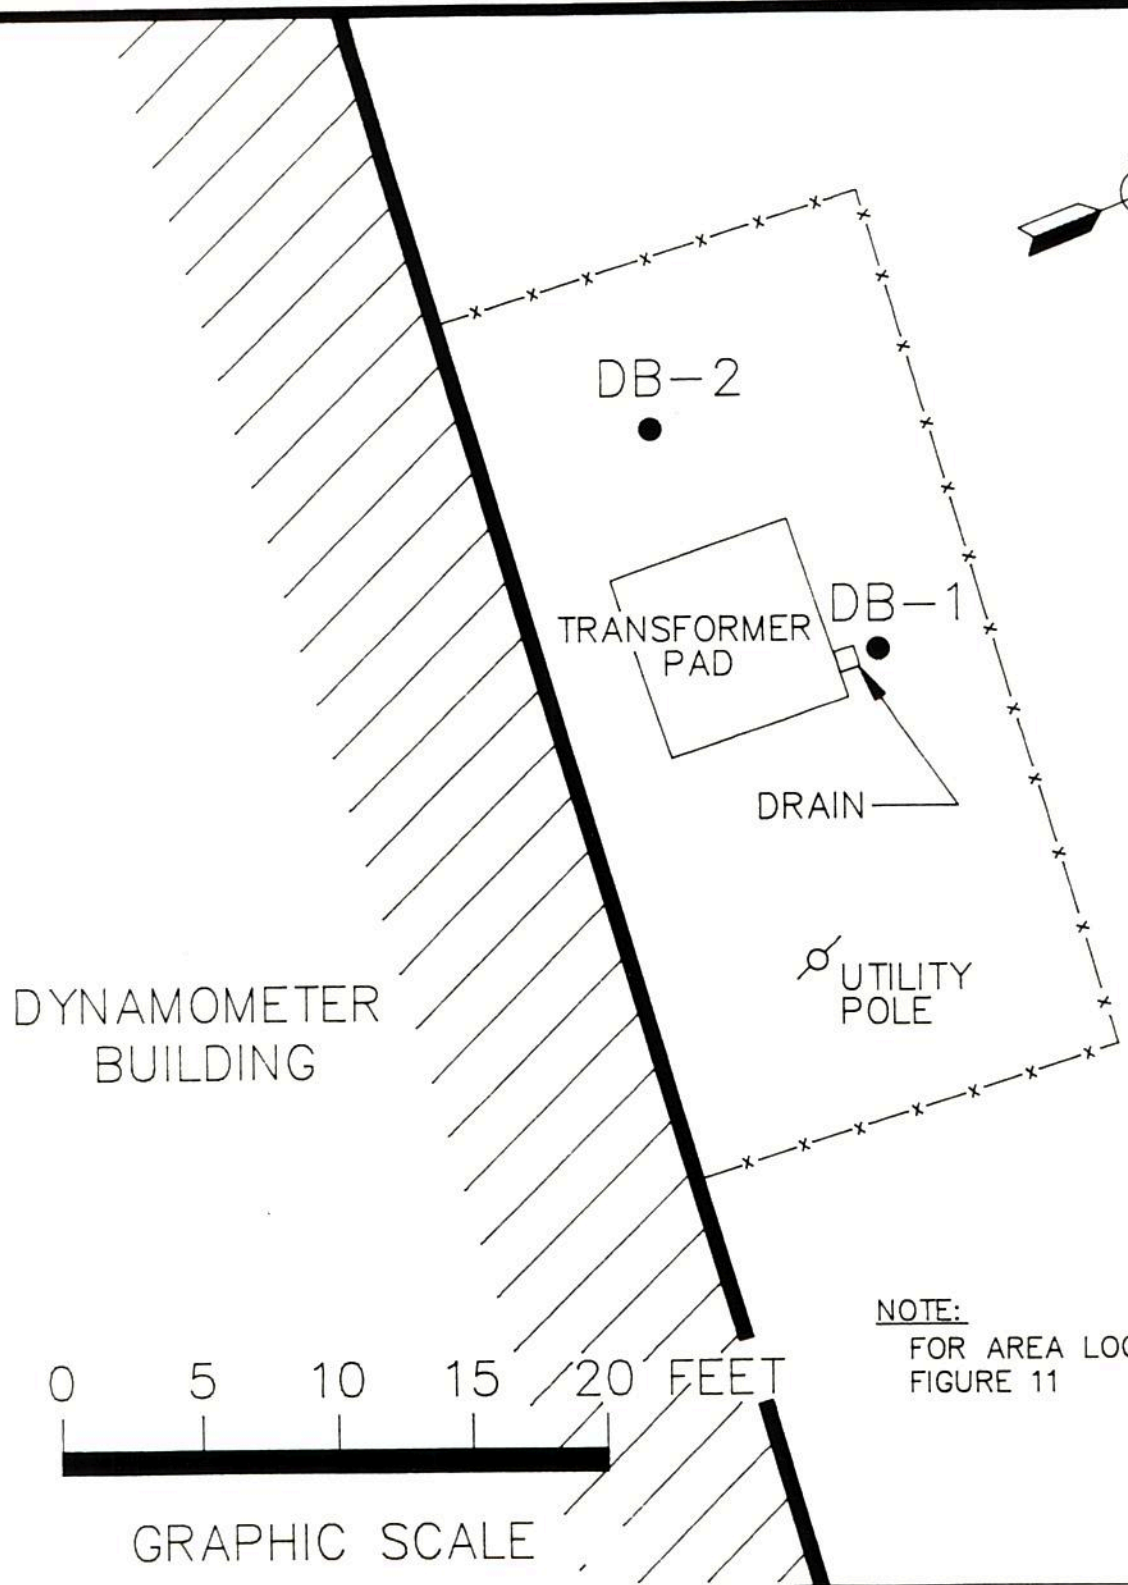 DB-2
DB-1
TRANSFORMER
PAD
DRAIN
UTILITY
POLE
DYNAMOMETER
BUILDING
NOTE:
FOR AREA
FIGURE 11
0 5 10 15 20 FEET
GRAPHIC SCALE